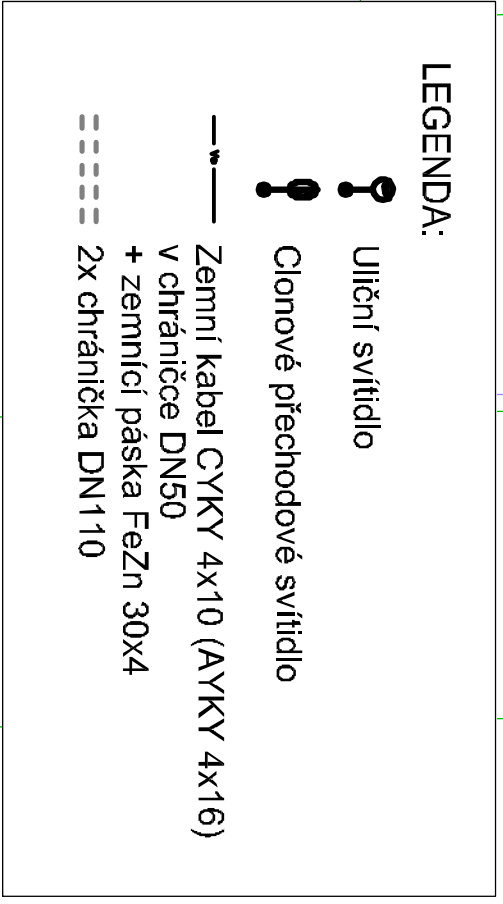 LEGENDA:
Uliční svítidlo
Clonové přechodové svítidlo
Zemní kabel CYKY 4x10 (AYKY 4x16)
v chráničce DN50
+ zemnící páska FeZn 30x4
2x chránička DN110